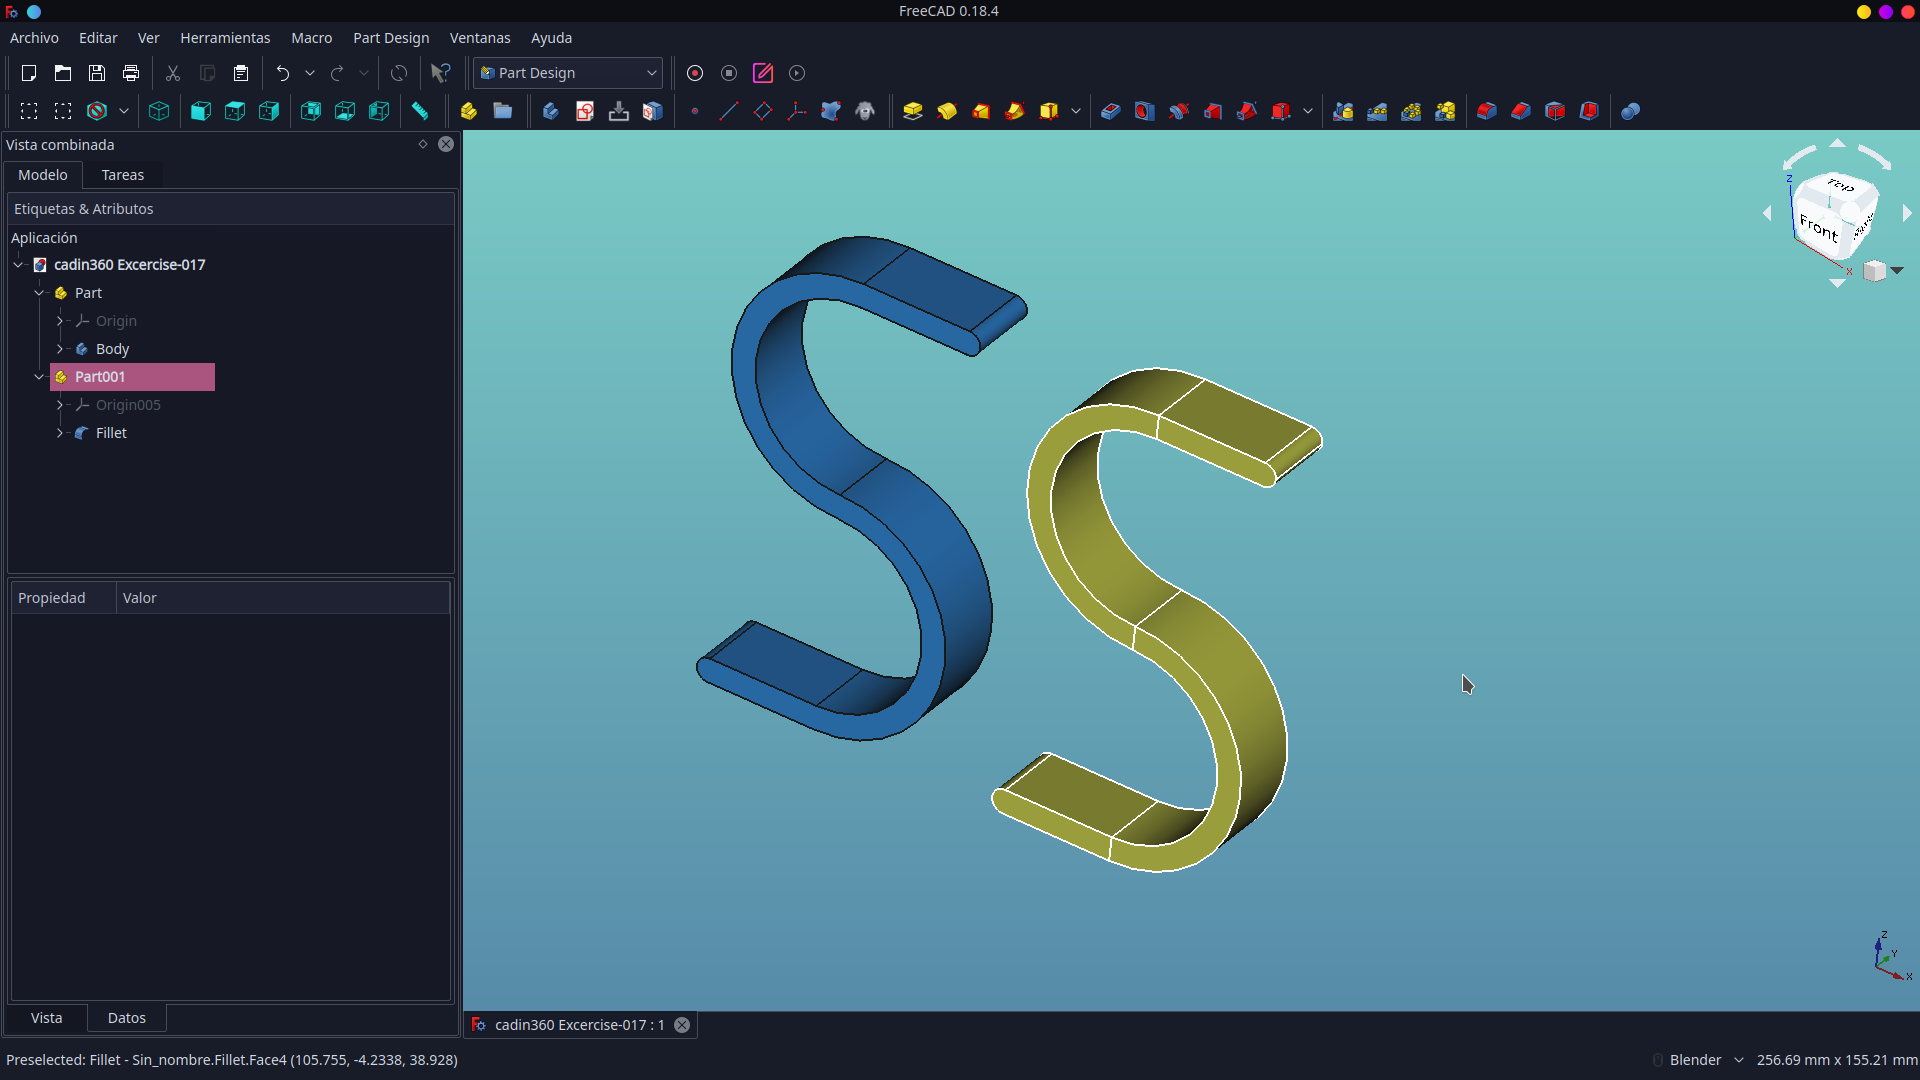 FreeCAD 0.18.4
Archivo Editar Ver Herramientas Macro Part Design Ventanas Ayuda
Part Design
Vista combinada
Modelo Tareas
Etiquetas & Atributos
Aplicación
cadin360 Excercise-017
Part
Origin
Body
Part001
Origin005
Fillet
Propiedad Valor
Vista Datos
Top
Front
Z
X
Z
Y
X
cadin360 Excercise-017 : 1
Preselected: Fillet - Sin_nombre.Fillet.Face4 (105.755, -4.2338, 38.928)
Blender 256.69 mm x 155.21 mm